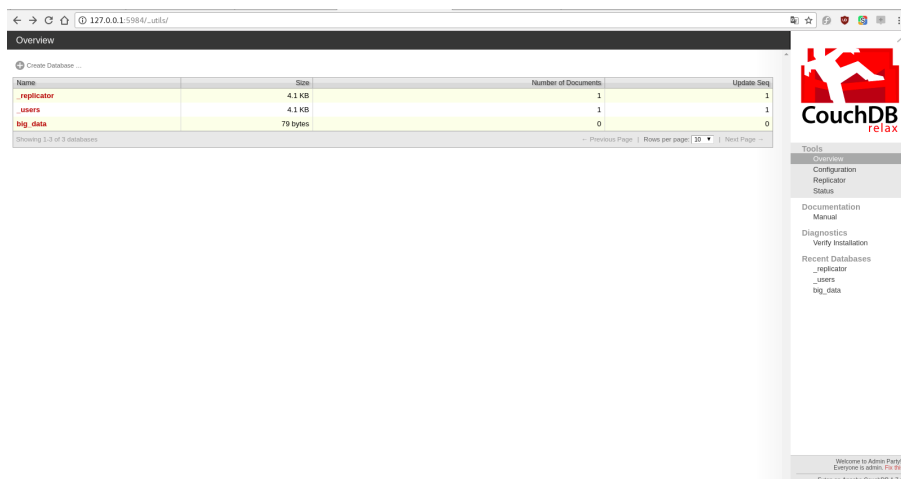 127.0.0.1:5984/_utils/
Overview
Create Database ...
Name Size Number of Documents Update Seq
_replicator 4.1 KB 1 1
_users 4.1 KB 1 1
big_data 79 bytes 0 0
Showing 1-3 of 3 databases ← Previous Page | Rows per page: 10 | Next Page →
CouchDB
relax
Tools
Overview
Configuration
Replicator
Status
Documentation
Manual
Diagnostics
Verify Installation
Recent Databases
_replicator
_users
big_data
Welcome to Admin Party!
Everyone is admin. Fix